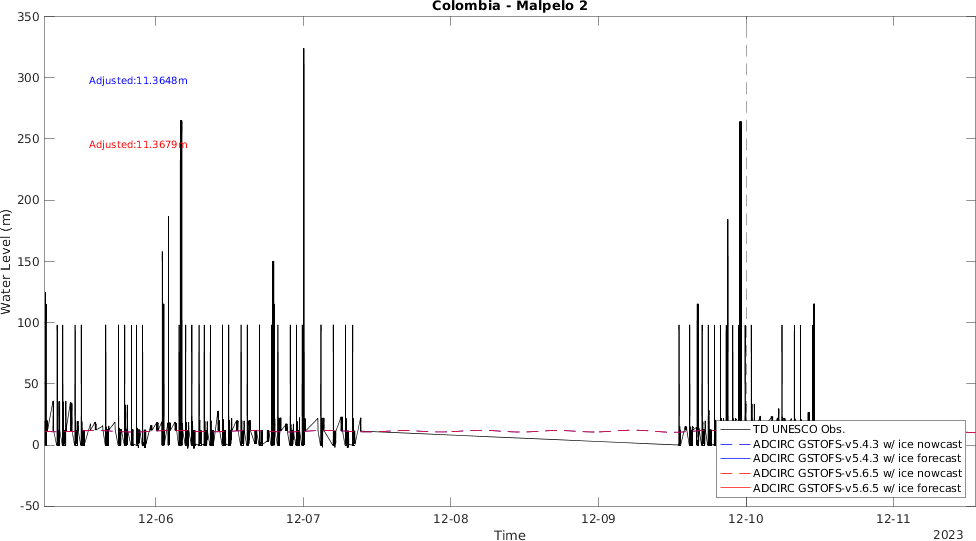 Colombia - Malpelo 2
350
300
250
200
150
100
50
0
-50
Water Level (m)
Adjusted:11.3648m
Adjusted:11.3679m
TD UNESCO Obs.
ADCIRC GSTOFS-v5.4.3 w/ ice nowcast
ADCIRC GSTOFS-v5.4.3 w/ ice forecast
ADCIRC GSTOFS-v5.6.5 w/ ice nowcast
ADCIRC GSTOFS-v5.6.5 w/ ice forecast
12-06 12-07 12-08 12-09 12-10 12-11
Time
2023